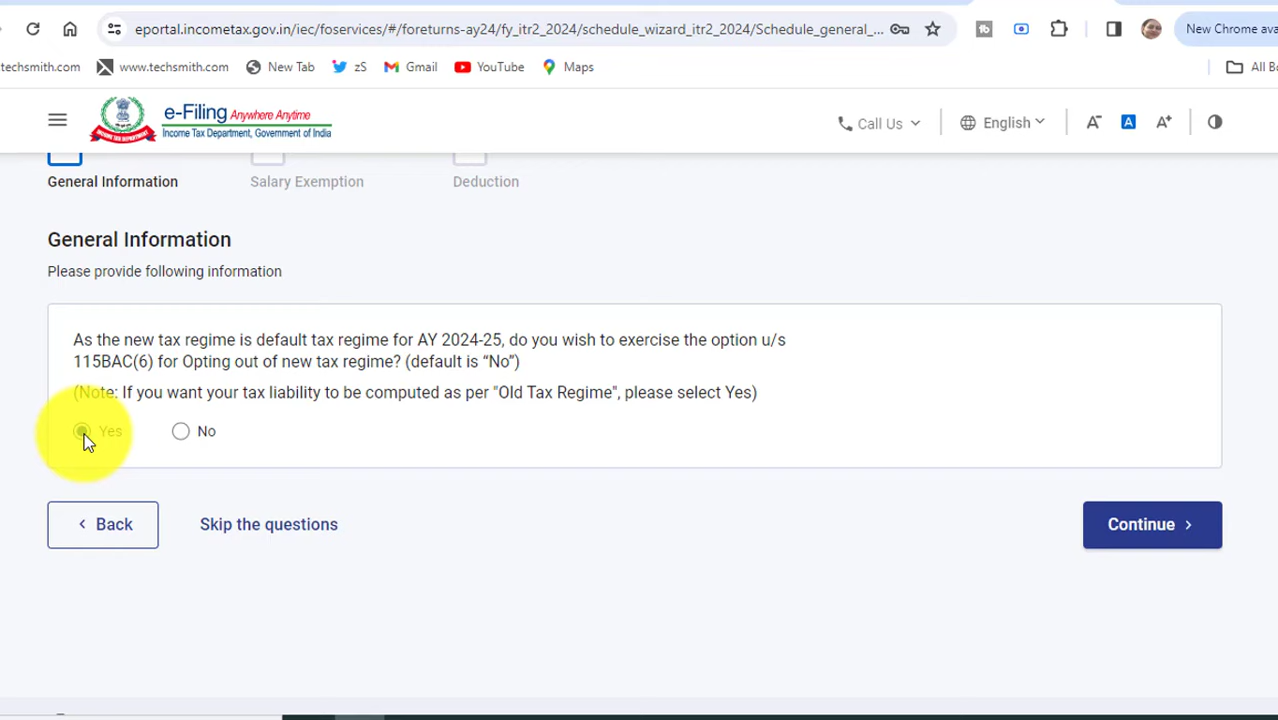 eportal.incometax.gov.in/iec/foservices/#/foreturns-ay24/fy_itr2_2024/schedule_wizard_itr2_2024/Schedule_general_...
New Chrome ava
techsmith.com www.techsmith.com New Tab zS Gmail YouTube Maps All Bo
e-Filing Anywhere Anytime
Income Tax Department, Government of India
Call Us English A- A A+
General Information Salary Exemption Deduction
General Information
Please provide following information
As the new tax regime is default tax regime for AY 2024-25, do you wish to exercise the option u/s
115BAC(6) for Opting out of new tax regime? (default is “No”)
(Note: If you want your tax liability to be computed as per "Old Tax Regime", please select Yes)
Yes No
Back Skip the questions Continue